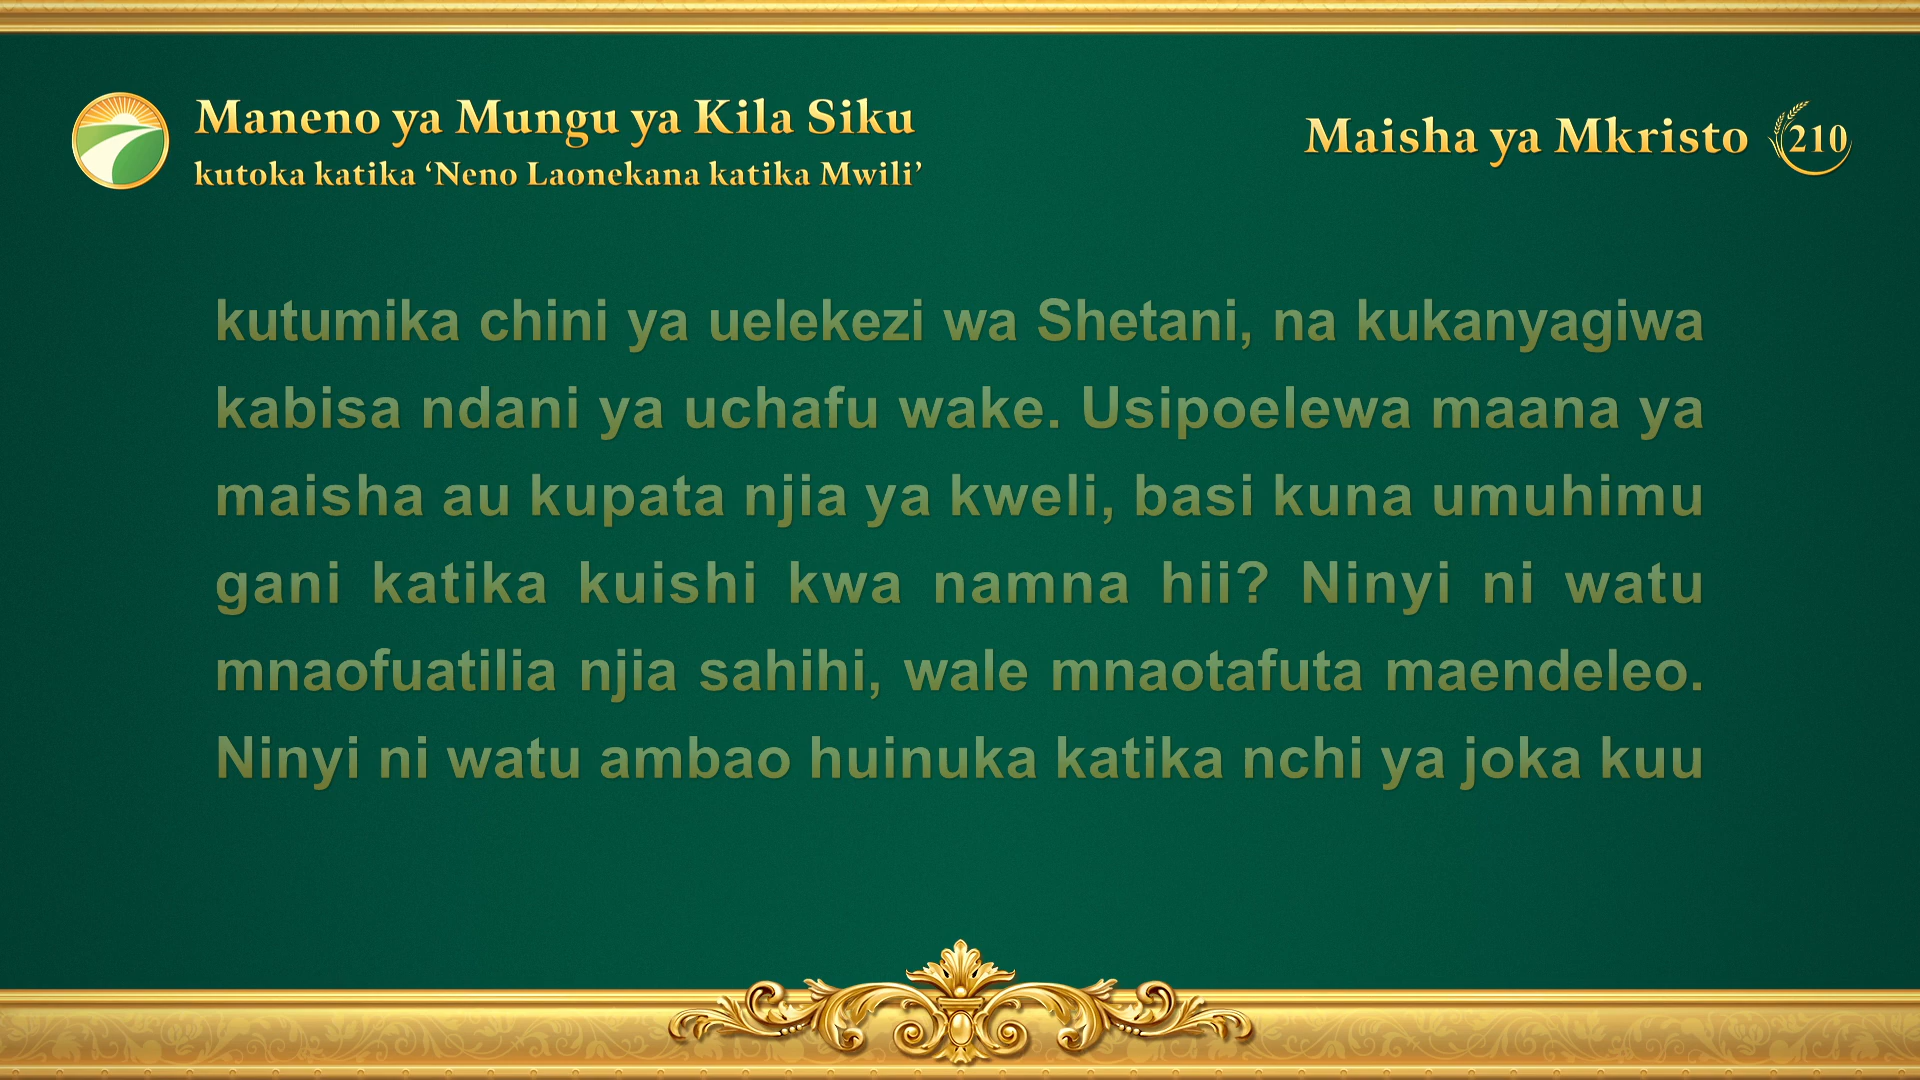 Maneno ya Mungu ya Kila Siku
kutoka katika ‘Neno Laonekana katika Mwili’
Maisha ya Mkristo 210
kutumika chini ya uelekezi wa Shetani, na kukanyagiwa
kabisa ndani ya uchafu wake. Usipoelewa maana ya
maisha au kupata njia ya kweli, basi kuna umuhimu
gani katika kuishi kwa namna hii? Ninyi ni watu
mnaofuatilia njia sahihi, wale mnaotafuta maendeleo.
Ninyi ni watu ambao huinuka katika nchi ya joka kuu